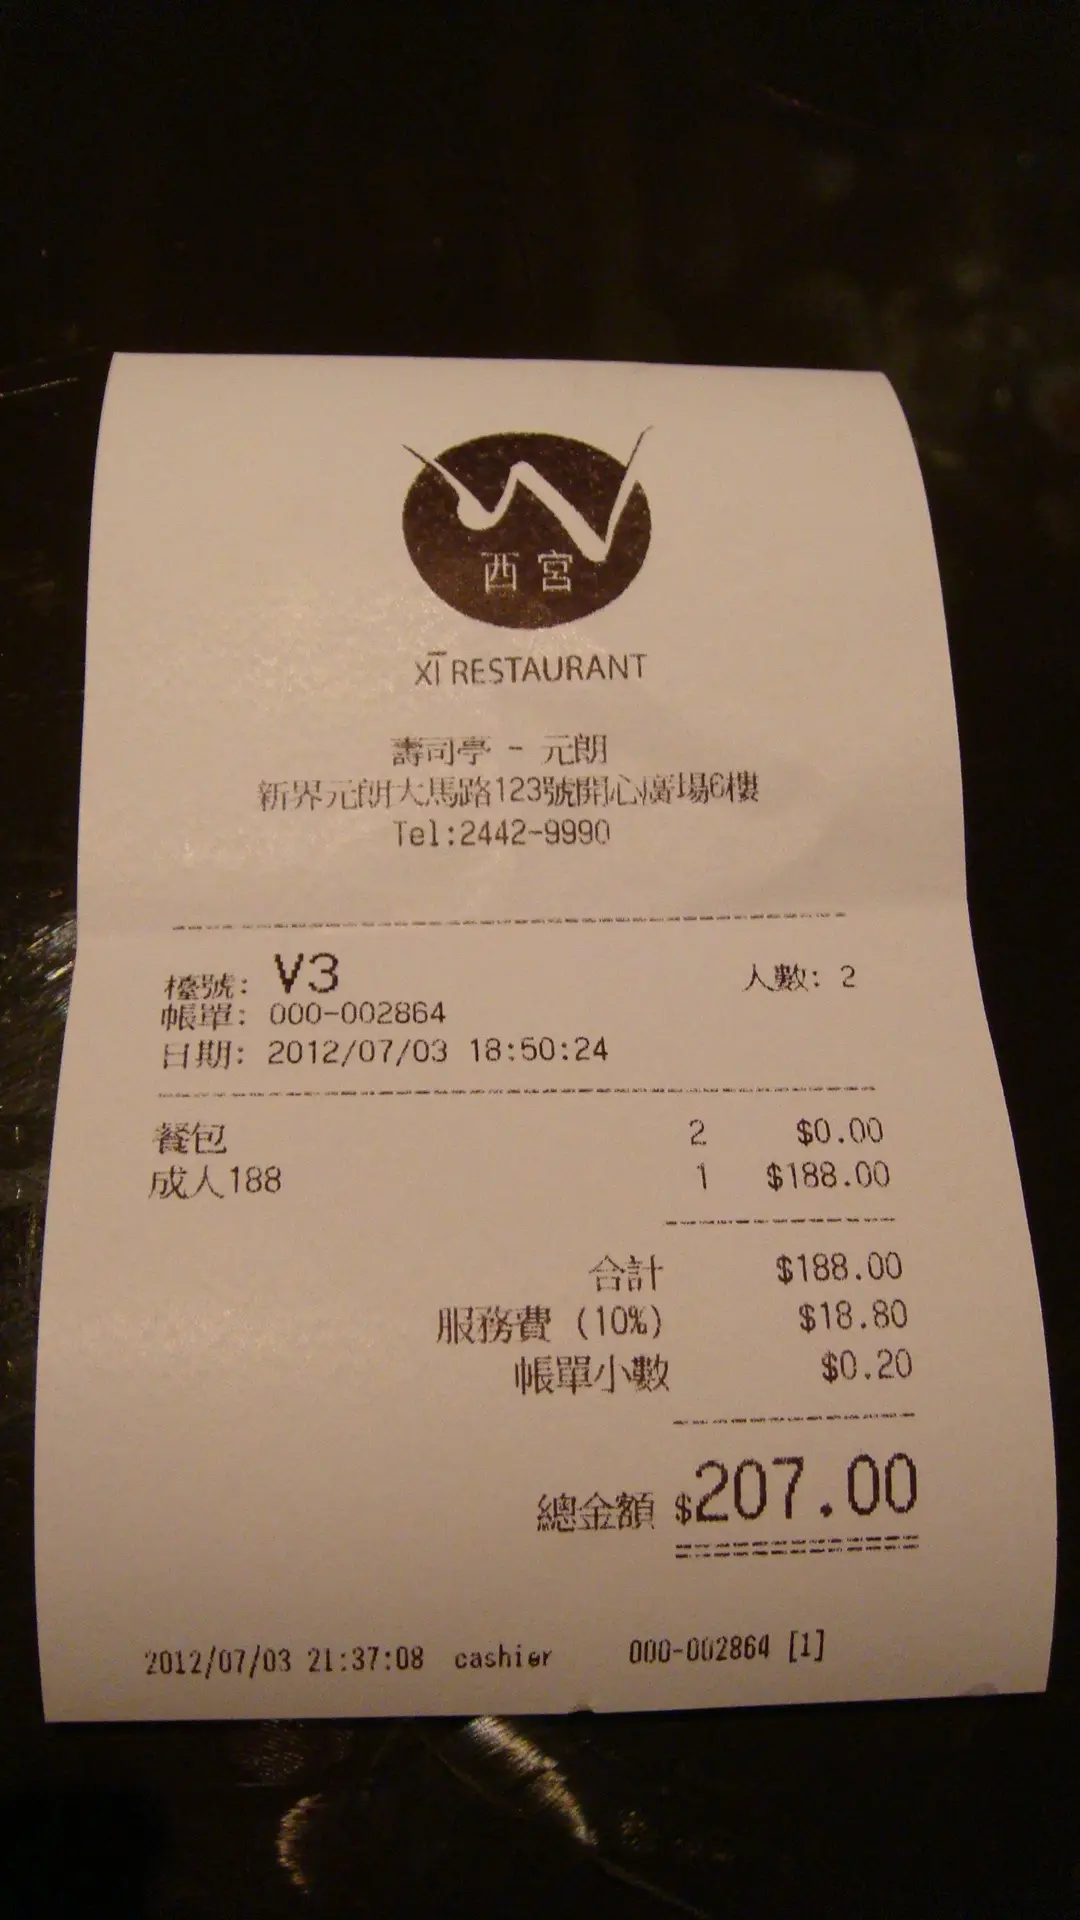 西宮
XĪ RESTAURANT
壽司亭 - 元朗
新界元朗大馬路123號開心廣場6樓
Tel:2442-9990
檯號: V3 人數: 2
帳單: 000-002864
日期: 2012/07/03 18:50:24
餐包 2 $0.00
成人188 1 $188.00
合計 $188.00
服務費 (10%) $18.80
帳單小數 $0.20
總金額 $207.00
2012/07/03 21:37:08 cashier 000-002864 [1]